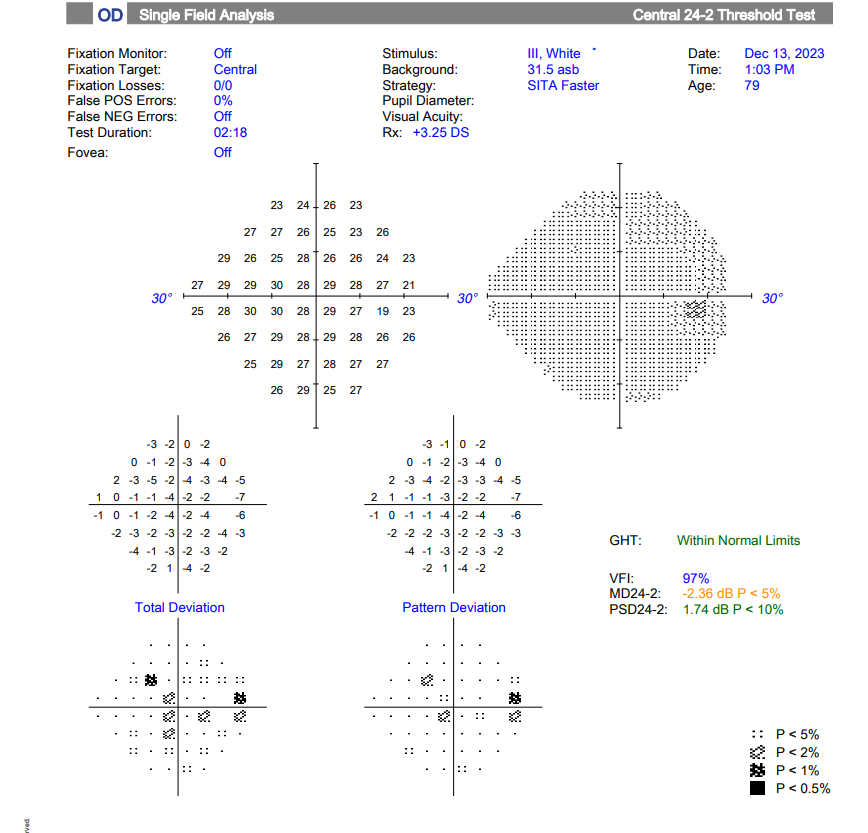 OD Single Field Analysis Central 24-2 Threshold Test
Fixation Monitor: Off Stimulus: III, White Date: Dec 13, 2023
Fixation Target: Central Background: 31.5 asb Time: 1:03 PM
Fixation Losses: 0/0 Strategy: SITA Faster Age: 79
False POS Errors: 0% Pupil Diameter:
False NEG Errors: Off Visual Acuity:
Test Duration: 02:18 Rx: +3.25 DS
Fovea: Off
23 24 26 23
27 27 26 25 23 26
29 26 25 28 26 26 24 23
27 29 29 30 28 29 28 27 21
30° 30° 30°
25 28 30 30 28 29 27 19 23
26 27 29 28 29 28 26 26
25 29 27 28 27 27
26 29 25 27
-3 -2 0 -2 -3 -1 0 -2
0 -1 -2 -3 -4 0 0 -1 -2 -3 -4 0
2 -3 -5 -2 -4 -3 -4 -5 2 -3 -4 -2 -3 -3 -4 -5
1 0 -1 -1 -4 -2 -2 -7 2 1 -1 -1 -3 -2 -2 -7
-1 0 -1 -2 -4 -2 -4 -6 -1 0 -1 -1 -4 -2 -4 -6
-2 -3 -2 -3 -2 -2 -4 -3 -2 -2 -2 -3 -2 -2 -3 -3
-4 -1 -3 -2 -3 -2 -4 -1 -3 -2 -3 -2
-2 1 -4 -2 -2 -1 -4 -2
GHT: Within Normal Limits
VFI: 97%
MD24-2: -2.36 dB P < 5%
PSD24-2: 1.74 dB P < 10%
Total Deviation Pattern Deviation
P < 5%
P < 2%
P < 1%
P < 0.5%
rved.